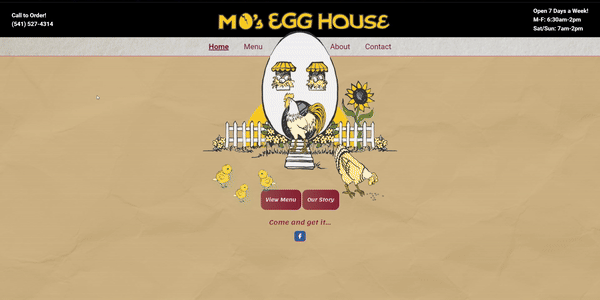 Call to Order!
(541) 527-4314
MO's EGG HOUSE
Open 7 Days a Week!
M-F: 6:30am-2pm
Sat/Sun: 7am-2pm
Home Menu About Contact
View Menu Our Story
Come and get it...